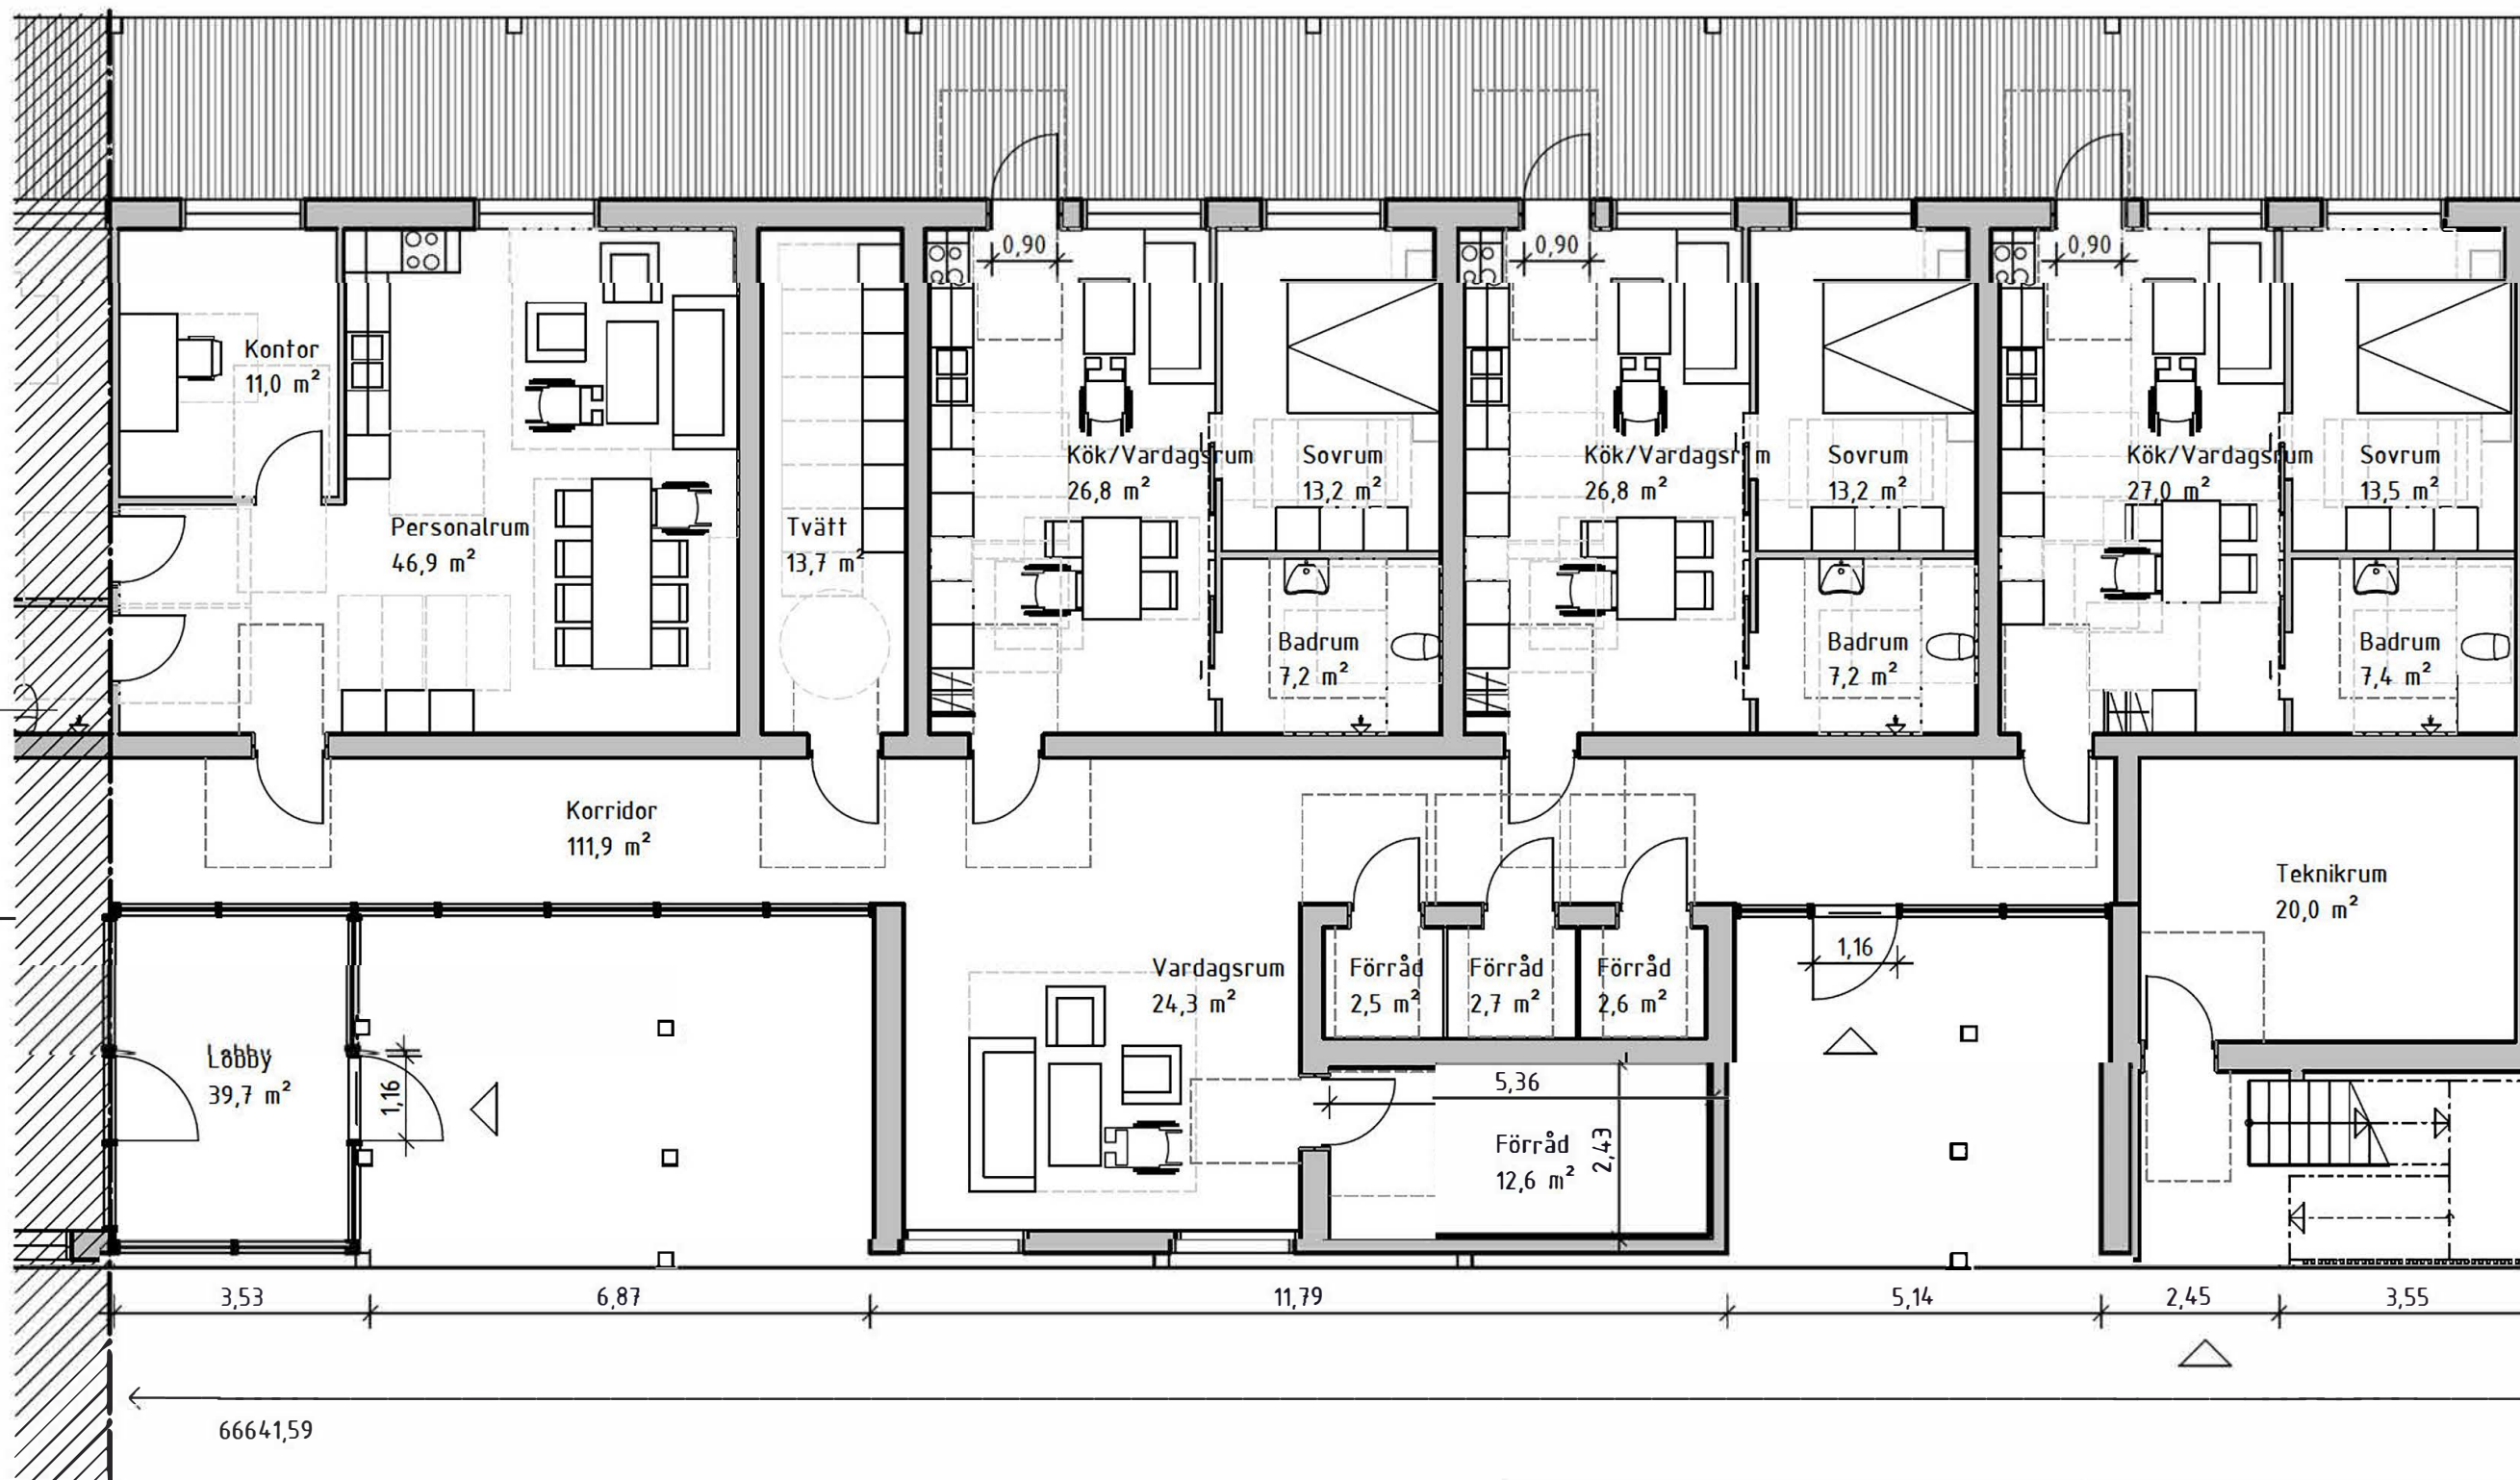 0,90
0,90
0,90
Kontor
11,0 m²
Kök/Vardagsrum
26,8 m²
Sovrum
13,2 m²
Kök/Vardagsrum
26,8 m²
Sovrum
13,2 m²
Kök/Vardagsrum
27,0 m²
Sovrum
13,5 m²
Personalrum
46,9 m²
Tvätt
13,7 m²
Badrum
7,2 m²
Badrum
7,2 m²
Badrum
7,4 m²
Korridor
111,9 m²
Teknikrum
20,0 m²
Vardagsrum
24,3 m²
Förråd
2,5 m²
Förråd
2,7 m²
Förråd
2,6 m²
1,16
Lobby
39,7 m²
1,16
5,36
Förråd
12,6 m²
2,43
3,53
6,87
11,79
5,14
2,45
3,55
66641,59